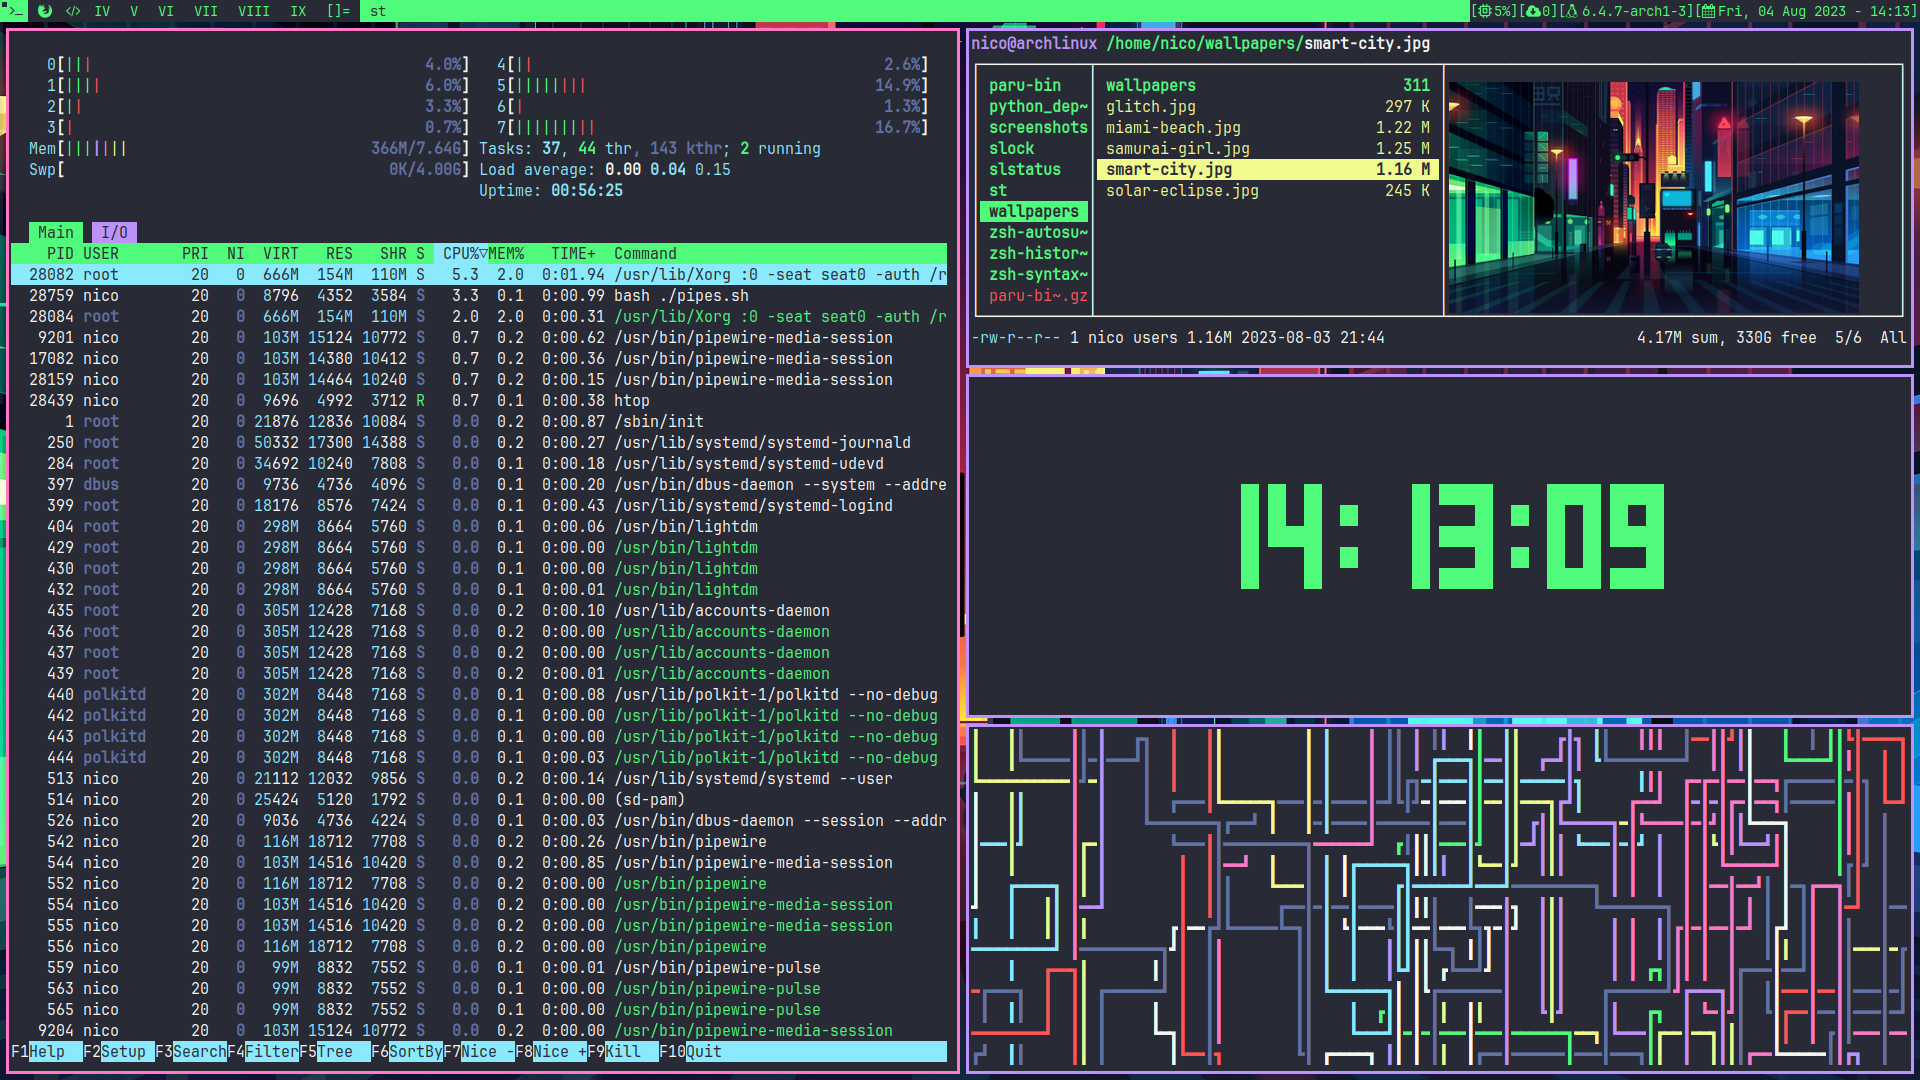 >_ </> IV V VI VII VIII IX []= st [5%][0][6.4.7-arch1-3][Fri, 04 Aug 2023 - 14:13]
0[||| 4.0%] 4[|| 2.6%]
1[|||| 6.0%] 5[|||||||| 14.9%]
2[|| 3.3%] 6[| 1.3%]
3[| 0.7%] 7[||||||||| 16.7%]
Mem[||||||| 366M/7.64G] Tasks: 37, 44 thr, 143 kthr; 2 running
Swp[ 0K/4.00G] Load average: 0.00 0.04 0.15
Uptime: 00:56:25
Main I/O
PID USER PRI NI VIRT RES SHR S CPU%▽MEM% TIME+ Command
28082 root 20 0 666M 154M 110M S 5.3 2.0 0:01.94 /usr/lib/Xorg :0 -seat seat0 -auth /r
28759 nico 20 0 8796 4352 3584 S 3.3 0.1 0:00.99 bash ./pipes.sh
28084 root 20 0 666M 154M 110M S 2.0 2.0 0:00.31 /usr/lib/Xorg :0 -seat seat0 -auth /r
9201 nico 20 0 103M 15124 10772 S 0.7 0.2 0:00.62 /usr/bin/pipewire-media-session
17082 nico 20 0 103M 14380 10412 S 0.7 0.2 0:00.36 /usr/bin/pipewire-media-session
28159 nico 20 0 103M 14464 10240 S 0.7 0.2 0:00.15 /usr/bin/pipewire-media-session
28439 nico 20 0 9696 4992 3712 R 0.7 0.1 0:00.38 htop
1 root 20 0 21876 12836 10084 S 0.0 0.2 0:00.87 /sbin/init
250 root 20 0 50332 17300 14388 S 0.0 0.2 0:00.27 /usr/lib/systemd/systemd-journald
284 root 20 0 34692 10240 7808 S 0.0 0.1 0:00.18 /usr/lib/systemd/systemd-udevd
397 dbus 20 0 9736 4736 4096 S 0.0 0.1 0:00.20 /usr/bin/dbus-daemon --system --addre
399 root 20 0 18176 8576 7424 S 0.0 0.1 0:00.43 /usr/lib/systemd/systemd-logind
404 root 20 0 298M 8664 5760 S 0.0 0.1 0:00.06 /usr/bin/lightdm
429 root 20 0 298M 8664 5760 S 0.0 0.1 0:00.00 /usr/bin/lightdm
430 root 20 0 298M 8664 5760 S 0.0 0.1 0:00.00 /usr/bin/lightdm
432 root 20 0 298M 8664 5760 S 0.0 0.1 0:00.01 /usr/bin/lightdm
435 root 20 0 305M 12428 7168 S 0.0 0.2 0:00.10 /usr/lib/accounts-daemon
436 root 20 0 305M 12428 7168 S 0.0 0.2 0:00.00 /usr/lib/accounts-daemon
437 root 20 0 305M 12428 7168 S 0.0 0.2 0:00.00 /usr/lib/accounts-daemon
439 root 20 0 305M 12428 7168 S 0.0 0.2 0:00.01 /usr/lib/accounts-daemon
440 polkitd 20 0 302M 8448 7168 S 0.0 0.1 0:00.08 /usr/lib/polkit-1/polkitd --no-debug
442 polkitd 20 0 302M 8448 7168 S 0.0 0.1 0:00.00 /usr/lib/polkit-1/polkitd --no-debug
443 polkitd 20 0 302M 8448 7168 S 0.0 0.1 0:00.00 /usr/lib/polkit-1/polkitd --no-debug
444 polkitd 20 0 302M 8448 7168 S 0.0 0.1 0:00.03 /usr/lib/polkit-1/polkitd --no-debug
513 nico 20 0 21112 12032 9856 S 0.0 0.2 0:00.14 /usr/lib/systemd/systemd --user
514 nico 20 0 25424 5120 1792 S 0.0 0.1 0:00.00 (sd-pam)
526 nico 20 0 9036 4736 4224 S 0.0 0.1 0:00.03 /usr/bin/dbus-daemon --session --addr
542 nico 20 0 116M 18712 7708 S 0.0 0.2 0:00.26 /usr/bin/pipewire
544 nico 20 0 103M 14516 10420 S 0.0 0.2 0:00.85 /usr/bin/pipewire-media-session
552 nico 20 0 116M 18712 7708 S 0.0 0.2 0:00.00 /usr/bin/pipewire
554 nico 20 0 103M 14516 10420 S 0.0 0.2 0:00.00 /usr/bin/pipewire-media-session
555 nico 20 0 103M 14516 10420 S 0.0 0.2 0:00.00 /usr/bin/pipewire-media-session
556 nico 20 0 116M 18712 7708 S 0.0 0.2 0:00.00 /usr/bin/pipewire
559 nico 20 0 99M 8832 7552 S 0.0 0.1 0:00.01 /usr/bin/pipewire-pulse
563 nico 20 0 99M 8832 7552 S 0.0 0.1 0:00.00 /usr/bin/pipewire-pulse
565 nico 20 0 99M 8832 7552 S 0.0 0.1 0:00.00 /usr/bin/pipewire-pulse
9204 nico 20 0 103M 15124 10772 S 0.0 0.2 0:00.00 /usr/bin/pipewire-media-session
F1Help F2Setup F3SearchF4FilterF5Tree F6SortByF7Nice -F8Nice +F9Kill F10Quit
nico@archlinux /home/nico/wallpapers/smart-city.jpg
paru-bin wallpapers 311
python_dep~ glitch.jpg 297 K
screenshots miami-beach.jpg 1.22 M
slock samurai-girl.jpg 1.25 M
slstatus smart-city.jpg 1.16 M
st solar-eclipse.jpg 245 K
wallpapers
zsh-autosu~
zsh-histor~
zsh-syntax~
paru-bi~.gz
-rw-r--r-- 1 nico users 1.16M 2023-08-03 21:44 4.17M sum, 330G free 5/6 All
14:13:09